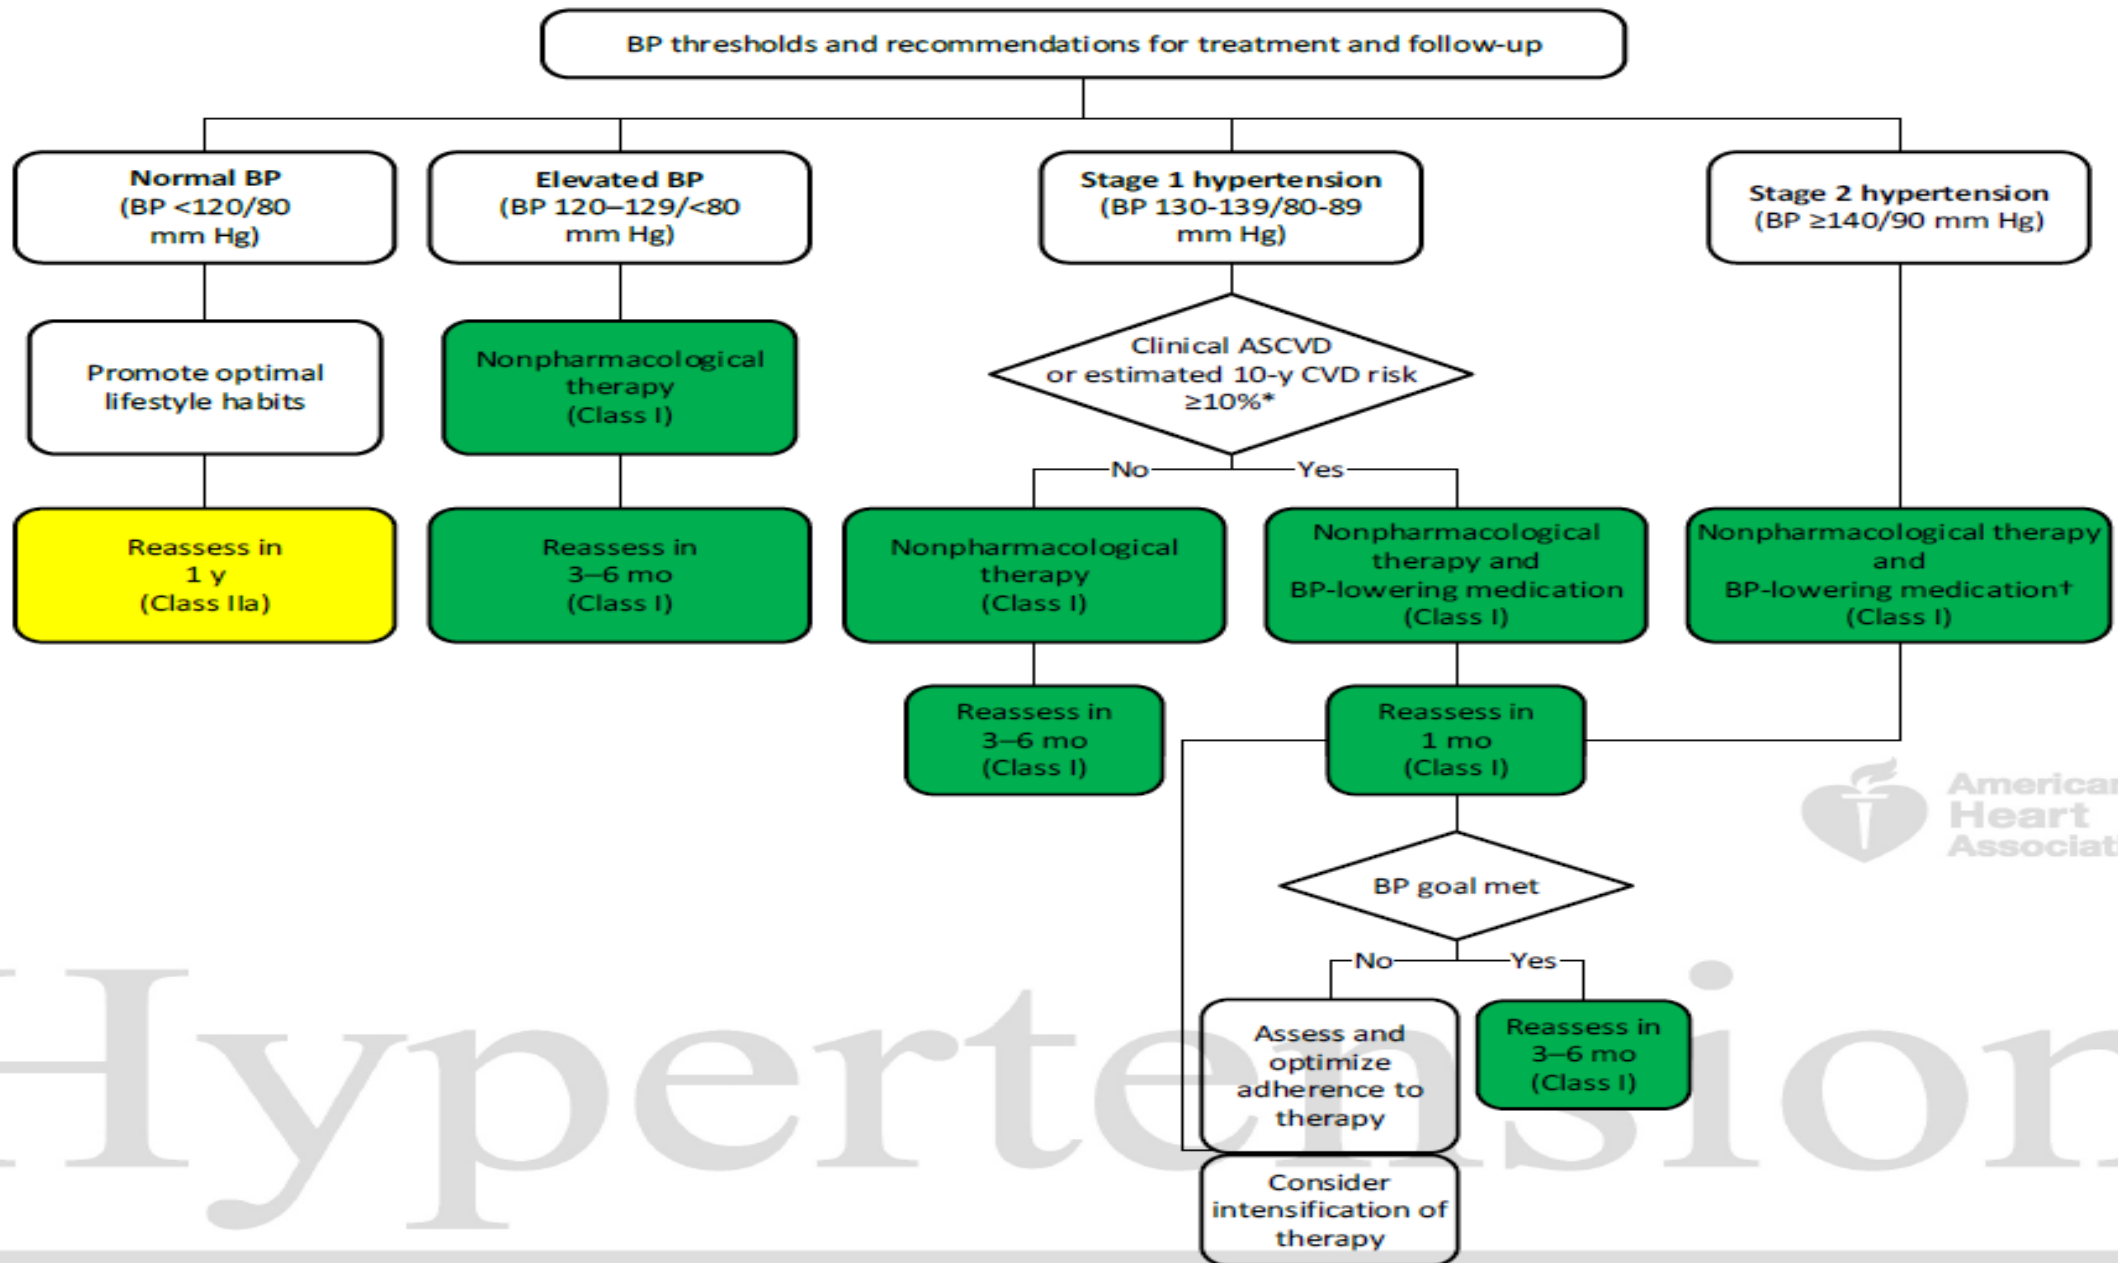 BP thresholds and recommendations for treatment and follow-up
Normal BP
(BP <120/80
mm Hg)
Elevated BP
(BP 120–129/<80
mm Hg)
Stage 1 hypertension
(BP 130-139/80-89
mm Hg)
Stage 2 hypertension
(BP ≥140/90 mm Hg)
Promote optimal
lifestyle habits
Nonpharmacological
therapy
(Class I)
Clinical ASCVD
or estimated 10-y CVD risk
≥10%*
No
Yes
Reassess in
1 y
(Class IIa)
Reassess in
3–6 mo
(Class I)
Nonpharmacological
therapy
(Class I)
Nonpharmacological
therapy and
BP-lowering medication
(Class I)
Nonpharmacological therapy
and
BP-lowering medication†
(Class I)
Reassess in
3–6 mo
(Class I)
Reassess in
1 mo
(Class I)
American
Heart
Associati
BP goal met
No
Yes
Assess and
optimize
adherence to
therapy
Reassess in
3–6 mo
(Class I)
Consider
intensification of
therapy
Hypertension